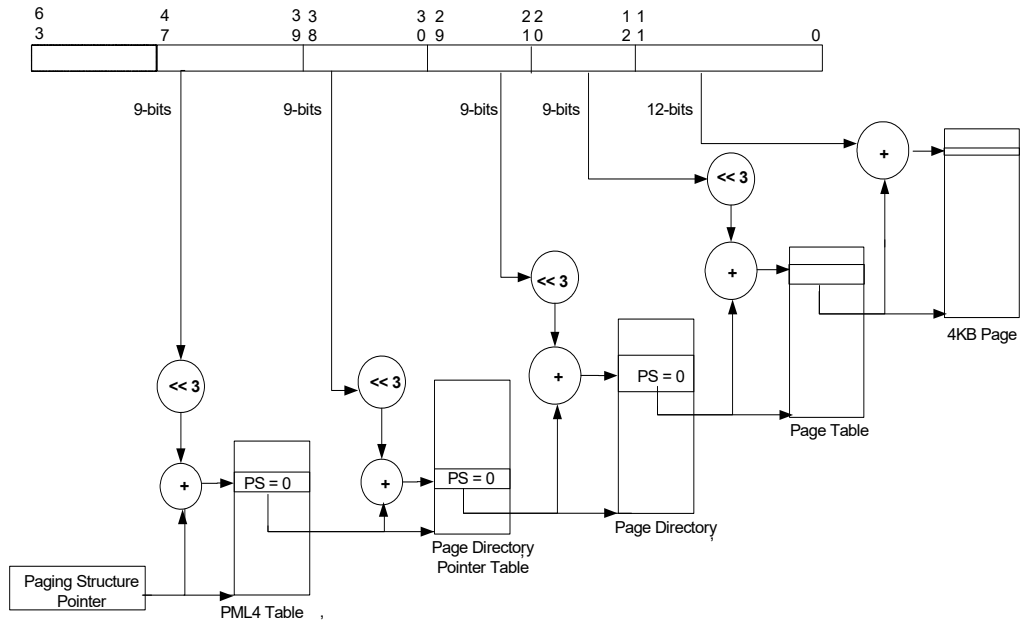 6 4 3 3 3 2 2 2 1 1
3 7 9 8 0 9 1 0 2 1 0
9-bits 9-bits 9-bits 9-bits 12-bits
+
<< 3
<< 3
+
4KB Page
<< 3
+
PS = 0
Page Table
<< 3
+
PS = 0
+
PS = 0
Page Directory,
Page Directory,
Pointer Table
Paging Structure
Pointer
PML4 Table ,